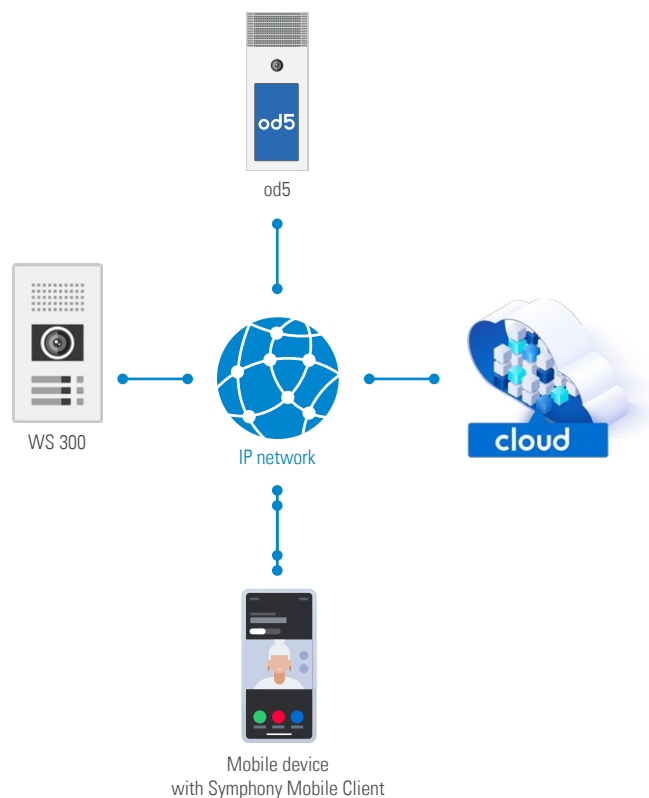 od5
od5
WS 300
IP network
cloud
Mobile device
with Symphony Mobile Client